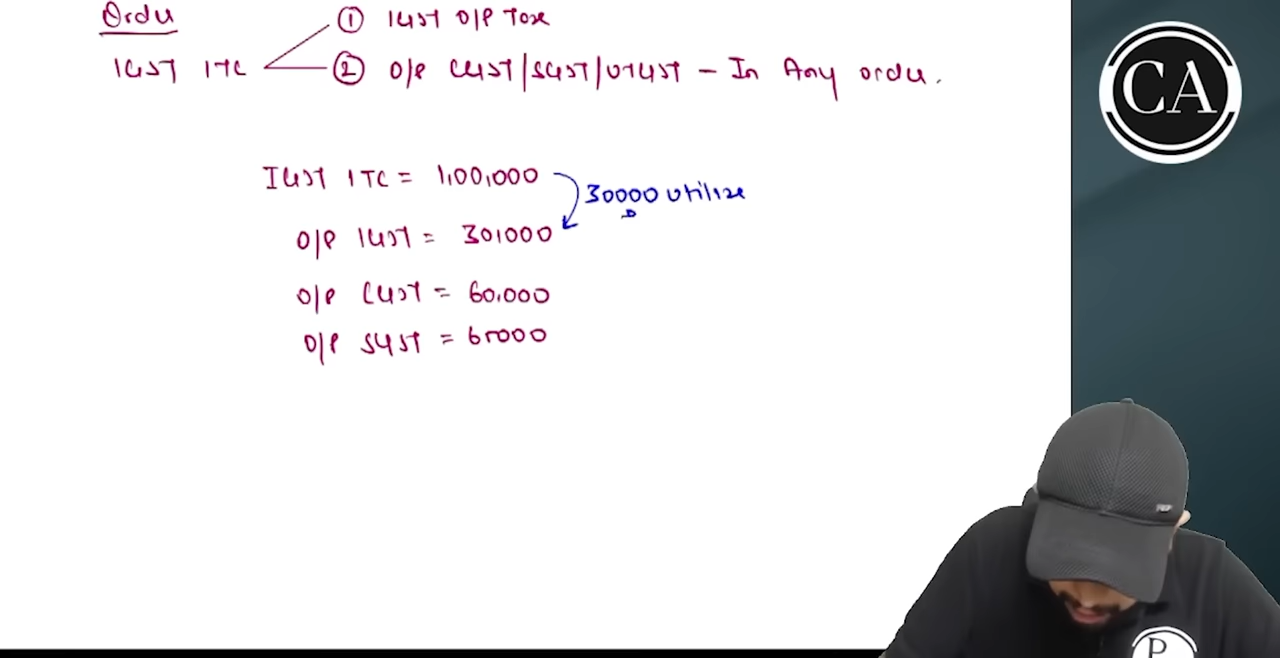 Order
① IGST O/P Tax
IGST ITC
② O/P CGST/SGST/UTGST - In Any order.
IGST ITC = 1,00,000
30000 utilize
O/P IGST = 30,000
O/P CGST = 60,000
O/P SGST = 60000
CA
P